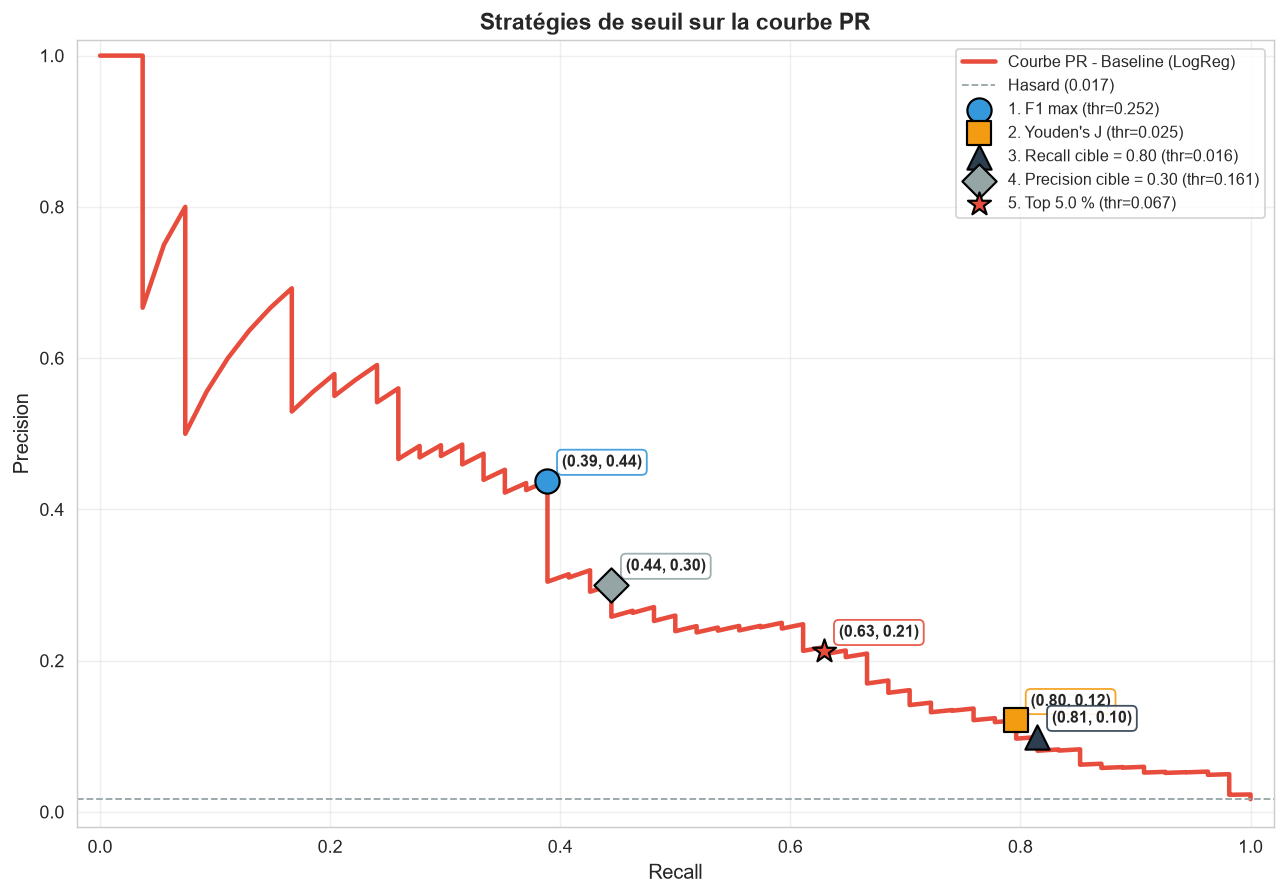 Stratégies de seuil sur la courbe PR
Courbe PR - Baseline (LogReg)
Hasard (0.017)
1. F1 max (thr=0.252)
2. Youden's J (thr=0.025)
3. Recall cible = 0.80 (thr=0.016)
4. Precision cible = 0.30 (thr=0.161)
5. Top 5.0 % (thr=0.067)
Precision
1.0
0.8
0.6
0.4
0.2
0.0
(0.39, 0.44)
(0.44, 0.30)
(0.63, 0.21)
(0.80, 0.12)
(0.81, 0.10)
0.0 0.2 0.4 0.6 0.8 1.0
Recall